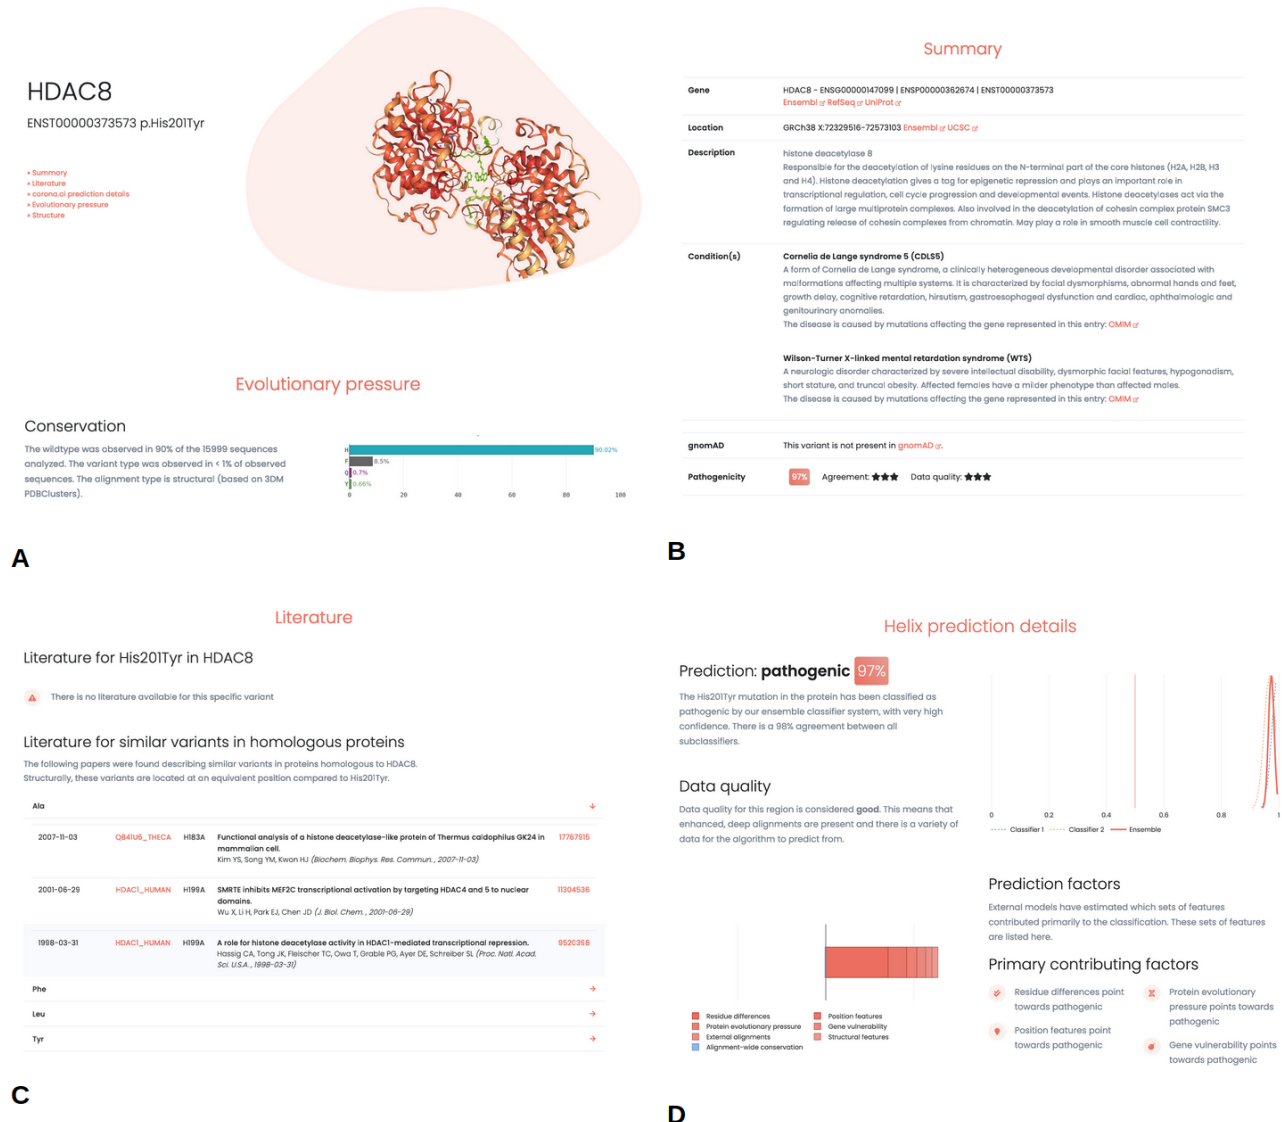 HDAC8
ENST00000373573 p.His201Tyr
» Summary
» Literature
» corona.ai prediction details
» Evolutionary pressure
» Structure
Evolutionary pressure
Conservation
The wildtype was observed in 90% of the 15999 sequences
analyzed. The variant type was observed in < 1% of observed
sequences. The alignment type is structural (based on 3DM
PDBClusters).
H 90.02%
F 8.5%
Q 0.7%
Y 0.66%
0 20 40 60 80 100
A
Summary
Gene HDAC8 - ENSG00000147099 | ENSP00000362674 | ENST00000373573
Ensembl RefSeq UniProt
Location GRCh38 X:72329516-72573103 Ensembl UCSC
Description histone deacetylase 8
Responsible for the deacetylation of lysine residues on the N-terminal part of the core histones (H2A, H2B, H3
and H4). Histone deacetylation gives a tag for epigenetic repression and plays an important role in
transcriptional regulation, cell cycle progression and developmental events. Histone deacetylases act via the
formation of large multiprotein complexes. Also involved in the deacetylation of cohesin complex protein SMC3
regulating release of cohesin complexes from chromatin. May play a role in smooth muscle cell contractility.
Condition(s) Cornelia de Lange syndrome 5 (CDLS5)
A form of Cornelia de Lange syndrome, a clinically heterogeneous developmental disorder associated with
malformations affecting multiple systems. It is characterized by facial dysmorphisms, abnormal hands and feet,
growth delay, cognitive retardation, hirsutism, gastroesophageal dysfunction and cardiac, ophthalmologic and
genitourinary anomalies.
The disease is caused by mutations affecting the gene represented in this entry: OMIM
Wilson-Turner X-linked mental retardation syndrome (WTS)
A neurologic disorder characterized by severe intellectual disability, dysmorphic facial features, hypogonadism,
short stature, and truncal obesity. Affected females have a milder phenotype than affected males.
The disease is caused by mutations affecting the gene represented in this entry: OMIM
gnomAD This variant is not present in gnomAD.
Pathogenicity 97% Agreement: ★★★ Data quality: ★★★
B
Literature
Literature for His201Tyr in HDAC8
There is no literature available for this specific variant
Literature for similar variants in homologous proteins
The following papers were found describing similar variants in proteins homologous to HDAC8.
Structurally, these variants are located at an equivalent position compared to His201Tyr.
Ala ↓
2007-11-03 Q84IU6_THECA H183A Functional analysis of a histone deacetylase-like protein of Thermus caldophilus GK24 in 17767915
mammalian cell.
Kim YS, Song YM, Kwon HJ (Biochem. Biophys. Res. Commun. , 2007-11-03)
2001-06-29 HDAC1_HUMAN H199A SMRTE inhibits MEF2C transcriptional activation by targeting HDAC4 and 5 to nuclear 11304536
domains.
Wu X, Li H, Park EJ, Chen JD (J. Biol. Chem. , 2001-06-29)
1998-03-31 HDAC1_HUMAN H199A A role for histone deacetylase activity in HDAC1-mediated transcriptional repression. 9520398
Hassig CA, Tong JK, Fleischer TC, Owa T, Grable PG, Ayer DE, Schreiber SL (Proc. Natl. Acad.
Sci. U.S.A. , 1998-03-31)
Phe →
Leu →
Tyr →
C
Helix prediction details
Prediction: pathogenic 97%
The His201Tyr mutation in the protein has been classified as
pathogenic by our ensemble classifier system, with very high
confidence. There is a 98% agreement between all
subclassifiers.
Data quality
Data quality for this region is considered good. This means that
enhanced, deep alignments are present and there is a variety of
data for the algorithm to predict from.
0 0.2 0.4 0.6 0.8 1
Classifier 1 Classifier 2 Ensemble
Residue differences Position features
Protein evolutionary pressure Gene vulnerability
External alignments Structural features
Alignment-wide conservation
Prediction factors
External models have estimated which sets of features
contributed primarily to the classification. These sets of features
are listed here.
Primary contributing factors
Residue differences point
towards pathogenic
Protein evolutionary
pressure points towards
pathogenic
Position features point
towards pathogenic
Gene vulnerability points
towards pathogenic
D